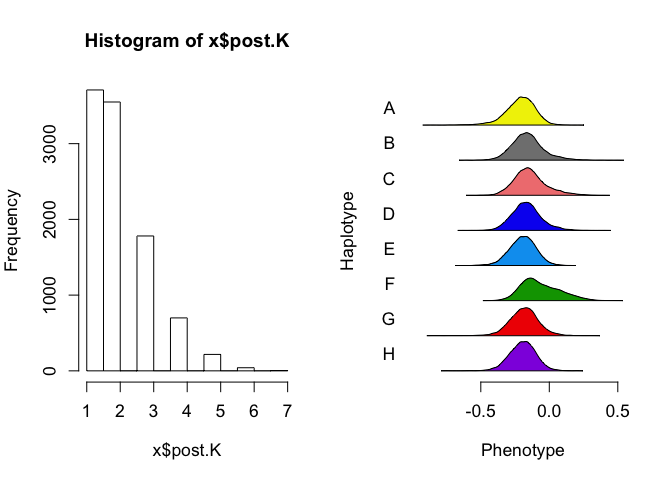 Histogram of x$post.K
Frequency
3000
2000
1000
0
1 2 3 4 5 6 7
x$post.K
Haplotype
A
B
C
D
E
F
G
H
-0.5 0.0 0.5
Phenotype